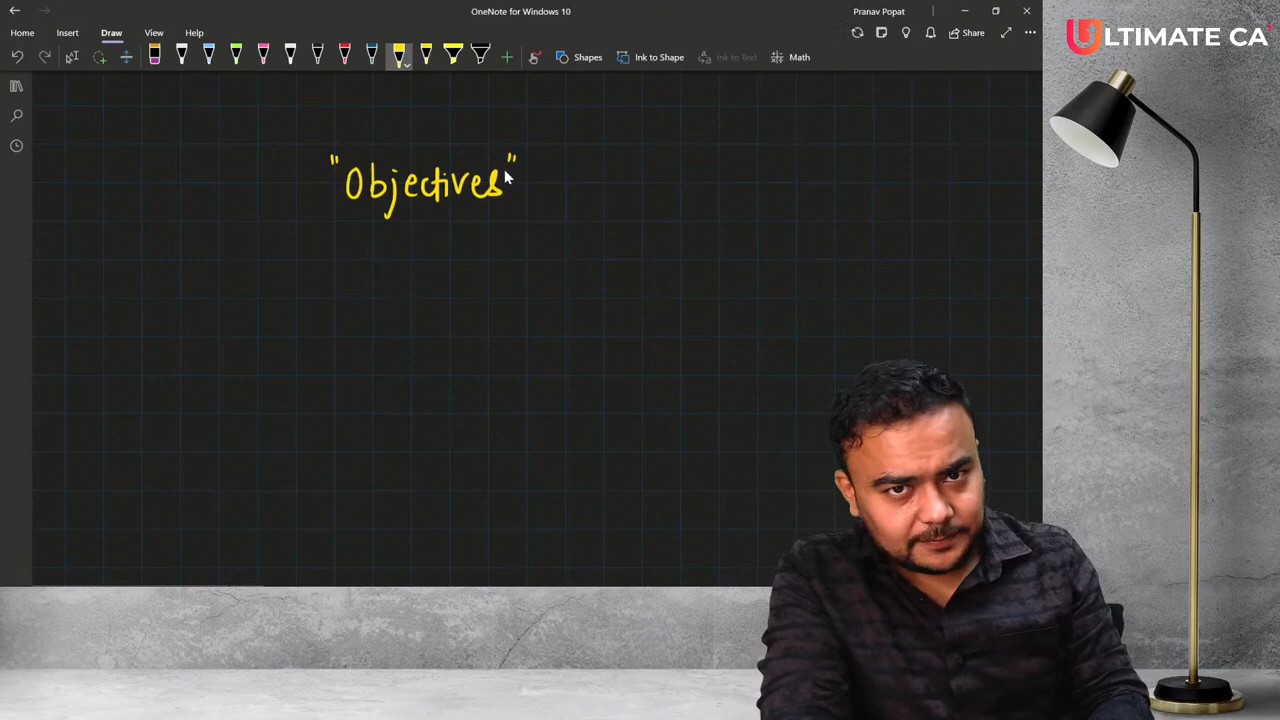 OneNote for Windows 10
Pranav Popat
Home
Insert
Draw
View
Help
Share
Shapes
Ink to Shape
Ink to Text
Math
ULTIMATE CA
"Objectives"